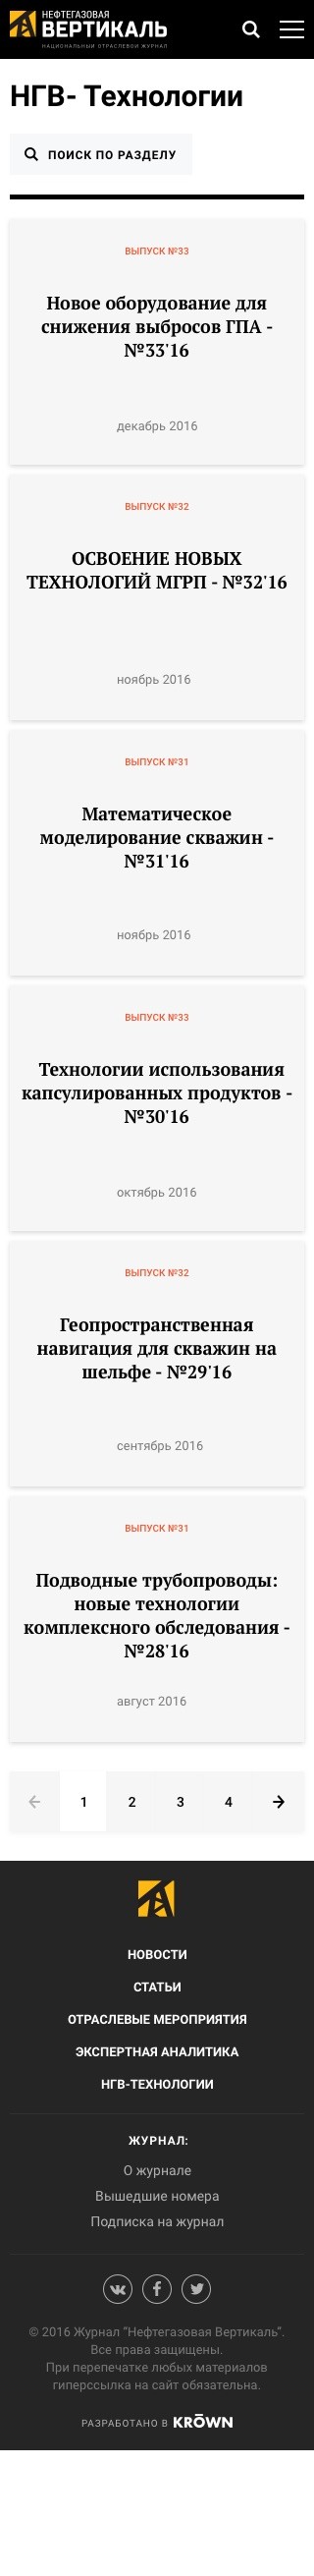 НЕФТЕГАЗОВАЯ
ВЕРТИКАЛЬ
НАЦИОНАЛЬНЫЙ ОТРАСЛЕВОЙ ЖУРНАЛ
НГВ- Технологии
ПОИСК ПО РАЗДЕЛУ
ВЫПУСК №33
Новое оборудование для
снижения выбросов ГПА -
№33'16
декабрь 2016
ВЫПУСК №32
ОСВОЕНИЕ НОВЫХ
ТЕХНОЛОГИЙ МГРП - №32'16
ноябрь 2016
ВЫПУСК №31
Математическое
моделирование скважин -
№31'16
ноябрь 2016
ВЫПУСК №33
Технологии использования
капсулированных продуктов -
№30'16
октябрь 2016
ВЫПУСК №32
Геопространственная
навигация для скважин на
шельфе - №29'16
сентябрь 2016
ВЫПУСК №31
Подводные трубопроводы:
новые технологии
комплексного обследования -
№28'16
август 2016
1 2 3 4
НОВОСТИ
СТАТЬИ
ОТРАСЛЕВЫЕ МЕРОПРИЯТИЯ
ЭКСПЕРТНАЯ АНАЛИТИКА
НГВ-ТЕХНОЛОГИИ
ЖУРНАЛ:
О журнале
Вышедшие номера
Подписка на журнал
© 2016 Журнал “Нефтегазовая Вертикаль”.
Все права защищены.
При перепечатке любых материалов
гиперссылка на сайт обязательна.
РАЗРАБОТАНО В KRŌWN